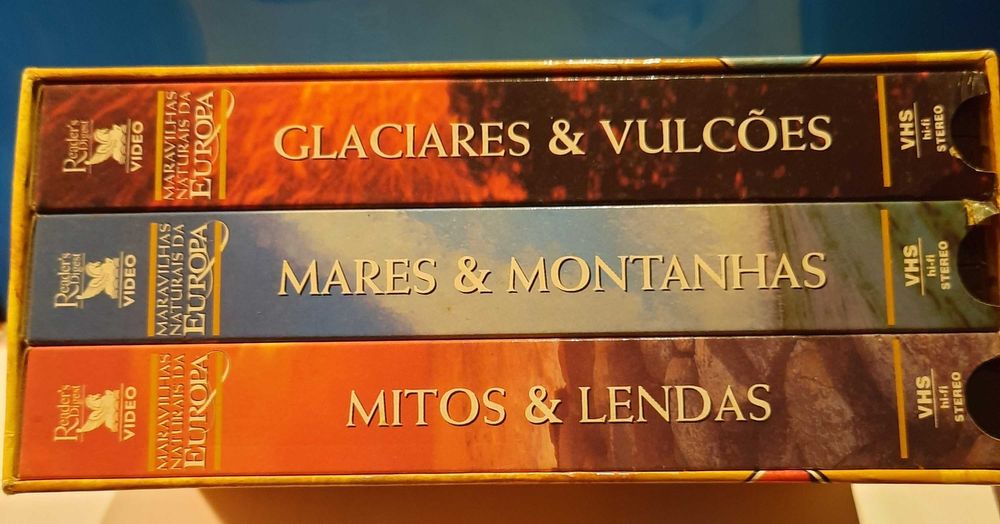 Reader's
Digest
VIDEO
MARAVILHAS
NATURAIS DA
EUROPA
GLACIARES & VULCÕES
VHS
hi-fi
STEREO
Reader's
Digest
VIDEO
MARAVILHAS
NATURAIS DA
EUROPA
MARES & MONTANHAS
VHS
hi-fi
STEREO
Reader's
Digest
VIDEO
MARAVILHAS
NATURAIS DA
EUROPA
MITOS & LENDAS
VHS
hi-fi
STEREO